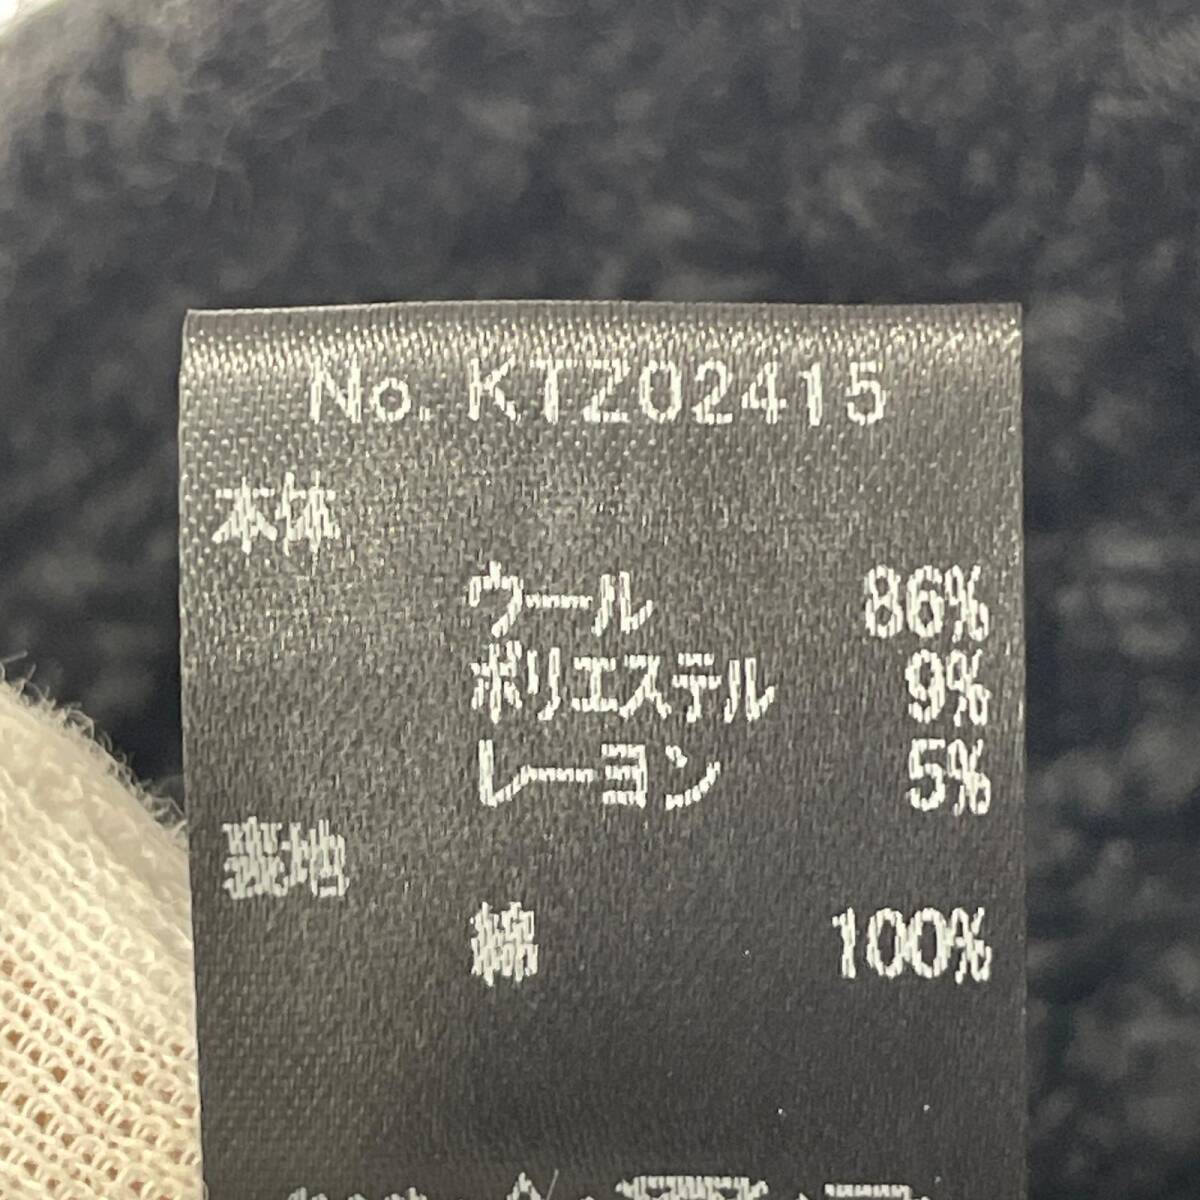 No. KTZ02415
本体
ウール 86%
ポリエステル 9%
レーヨン 5%
裏地
綿 100%